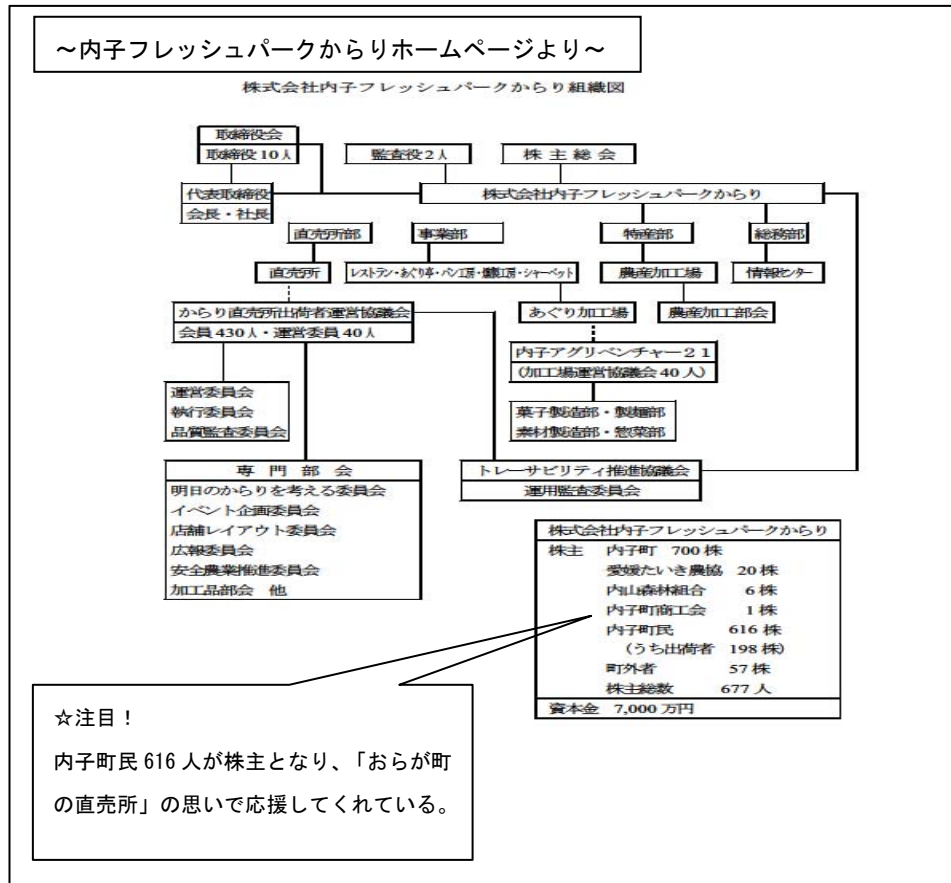 ～内子フレッシュパークからりホームページより～
株式会社内子フレッシュパークからり組織図
取締役会
取締役10人
監査役2人
株主総会
代表取締役
会長・社長
株式会社内子フレッシュパークからり
直売所部
事業部
特産部
総務部
直売所
レストラン・あぐり亭・パン工房・燻製工房・シャーベット
農産加工場
情報センター
からり直売所出荷者運営協議会
会員430人・運営委員40人
あぐり加工場
農産加工部会
内子アグリベンチャー21
(加工場運営協議会40人)
運営委員会
執行委員会
品質監査委員会
菓子製造部・製麺部
素材製造部・惣菜部
専門部会
明日のからりを考える委員会
イベント企画委員会
店舗レイアウト委員会
広報委員会
安全農業推進委員会
加工品部会 他
トレーサビリティ推進協議会
運用監査委員会
株式会社内子フレッシュパークからり
株主 内子町 700株
愛媛たいき農協 20株
内山森林組合 6株
内子町商工会 1株
内子町民 616株
(うち出荷者 198株)
町外者 57株
株主総数 677人
資本金 7,000万円
☆注目！
内子町民616人が株主となり、「おらが町
の直売所」の思いで応援してくれている。